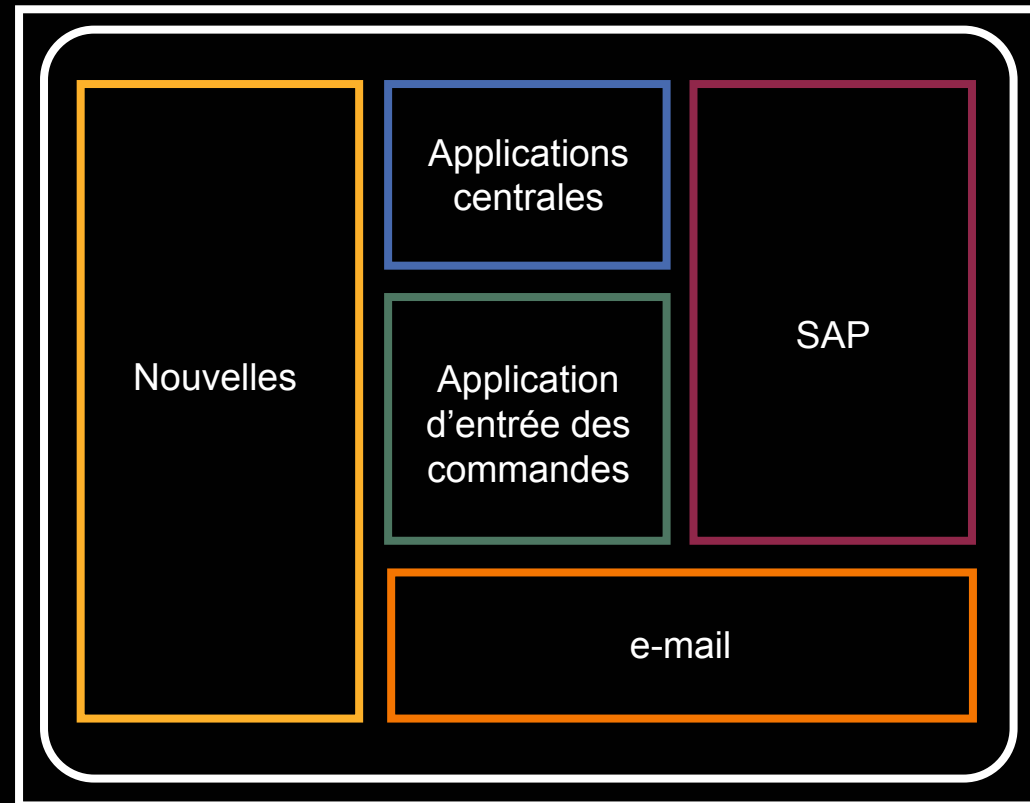 Nouvelles
Applications
centrales
Application
d’entrée des
commandes
SAP
e-mail